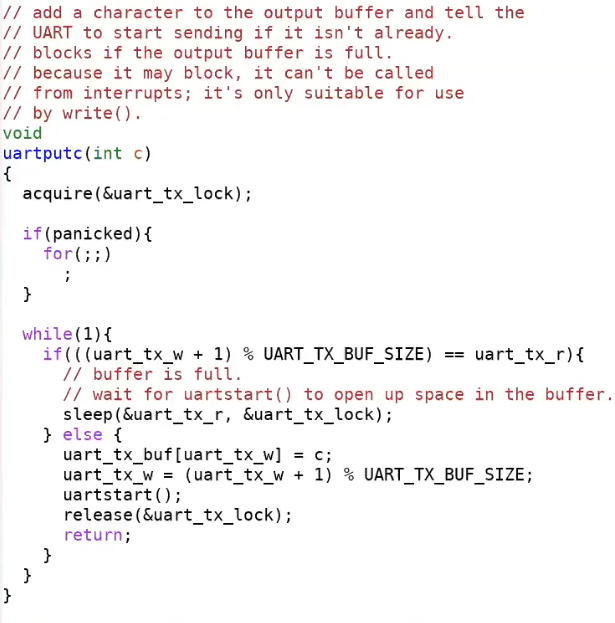 // add a character to the output buffer and tell the
// UART to start sending if it isn't already.
// blocks if the output buffer is full.
// because it may block, it can't be called
// from interrupts; it's only suitable for use
// by write().
void
uartputc(int c)
{
  acquire(&uart_tx_lock);

  if(panicked){
    for(;;)
      ;
  }

  while(1){
    if(((uart_tx_w + 1) % UART_TX_BUF_SIZE) == uart_tx_r){
      // buffer is full.
      // wait for uartstart() to open up space in the buffer.
      sleep(&uart_tx_r, &uart_tx_lock);
    } else {
      uart_tx_buf[uart_tx_w] = c;
      uart_tx_w = (uart_tx_w + 1) % UART_TX_BUF_SIZE;
      uartstart();
      release(&uart_tx_lock);
      return;
    }
  }
}